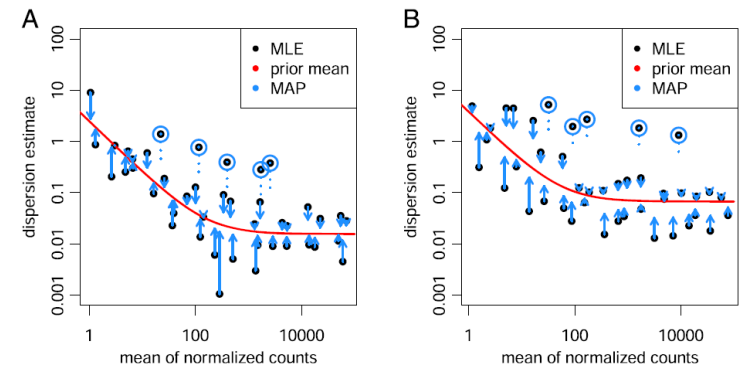 A
MLE
prior mean
MAP
dispersion estimate
100
10
1
0.1
0.01
0.001
1
100
10000
mean of normalized counts
B
MLE
prior mean
MAP
dispersion estimate
100
10
1
0.1
0.01
0.001
1
100
10000
mean of normalized counts